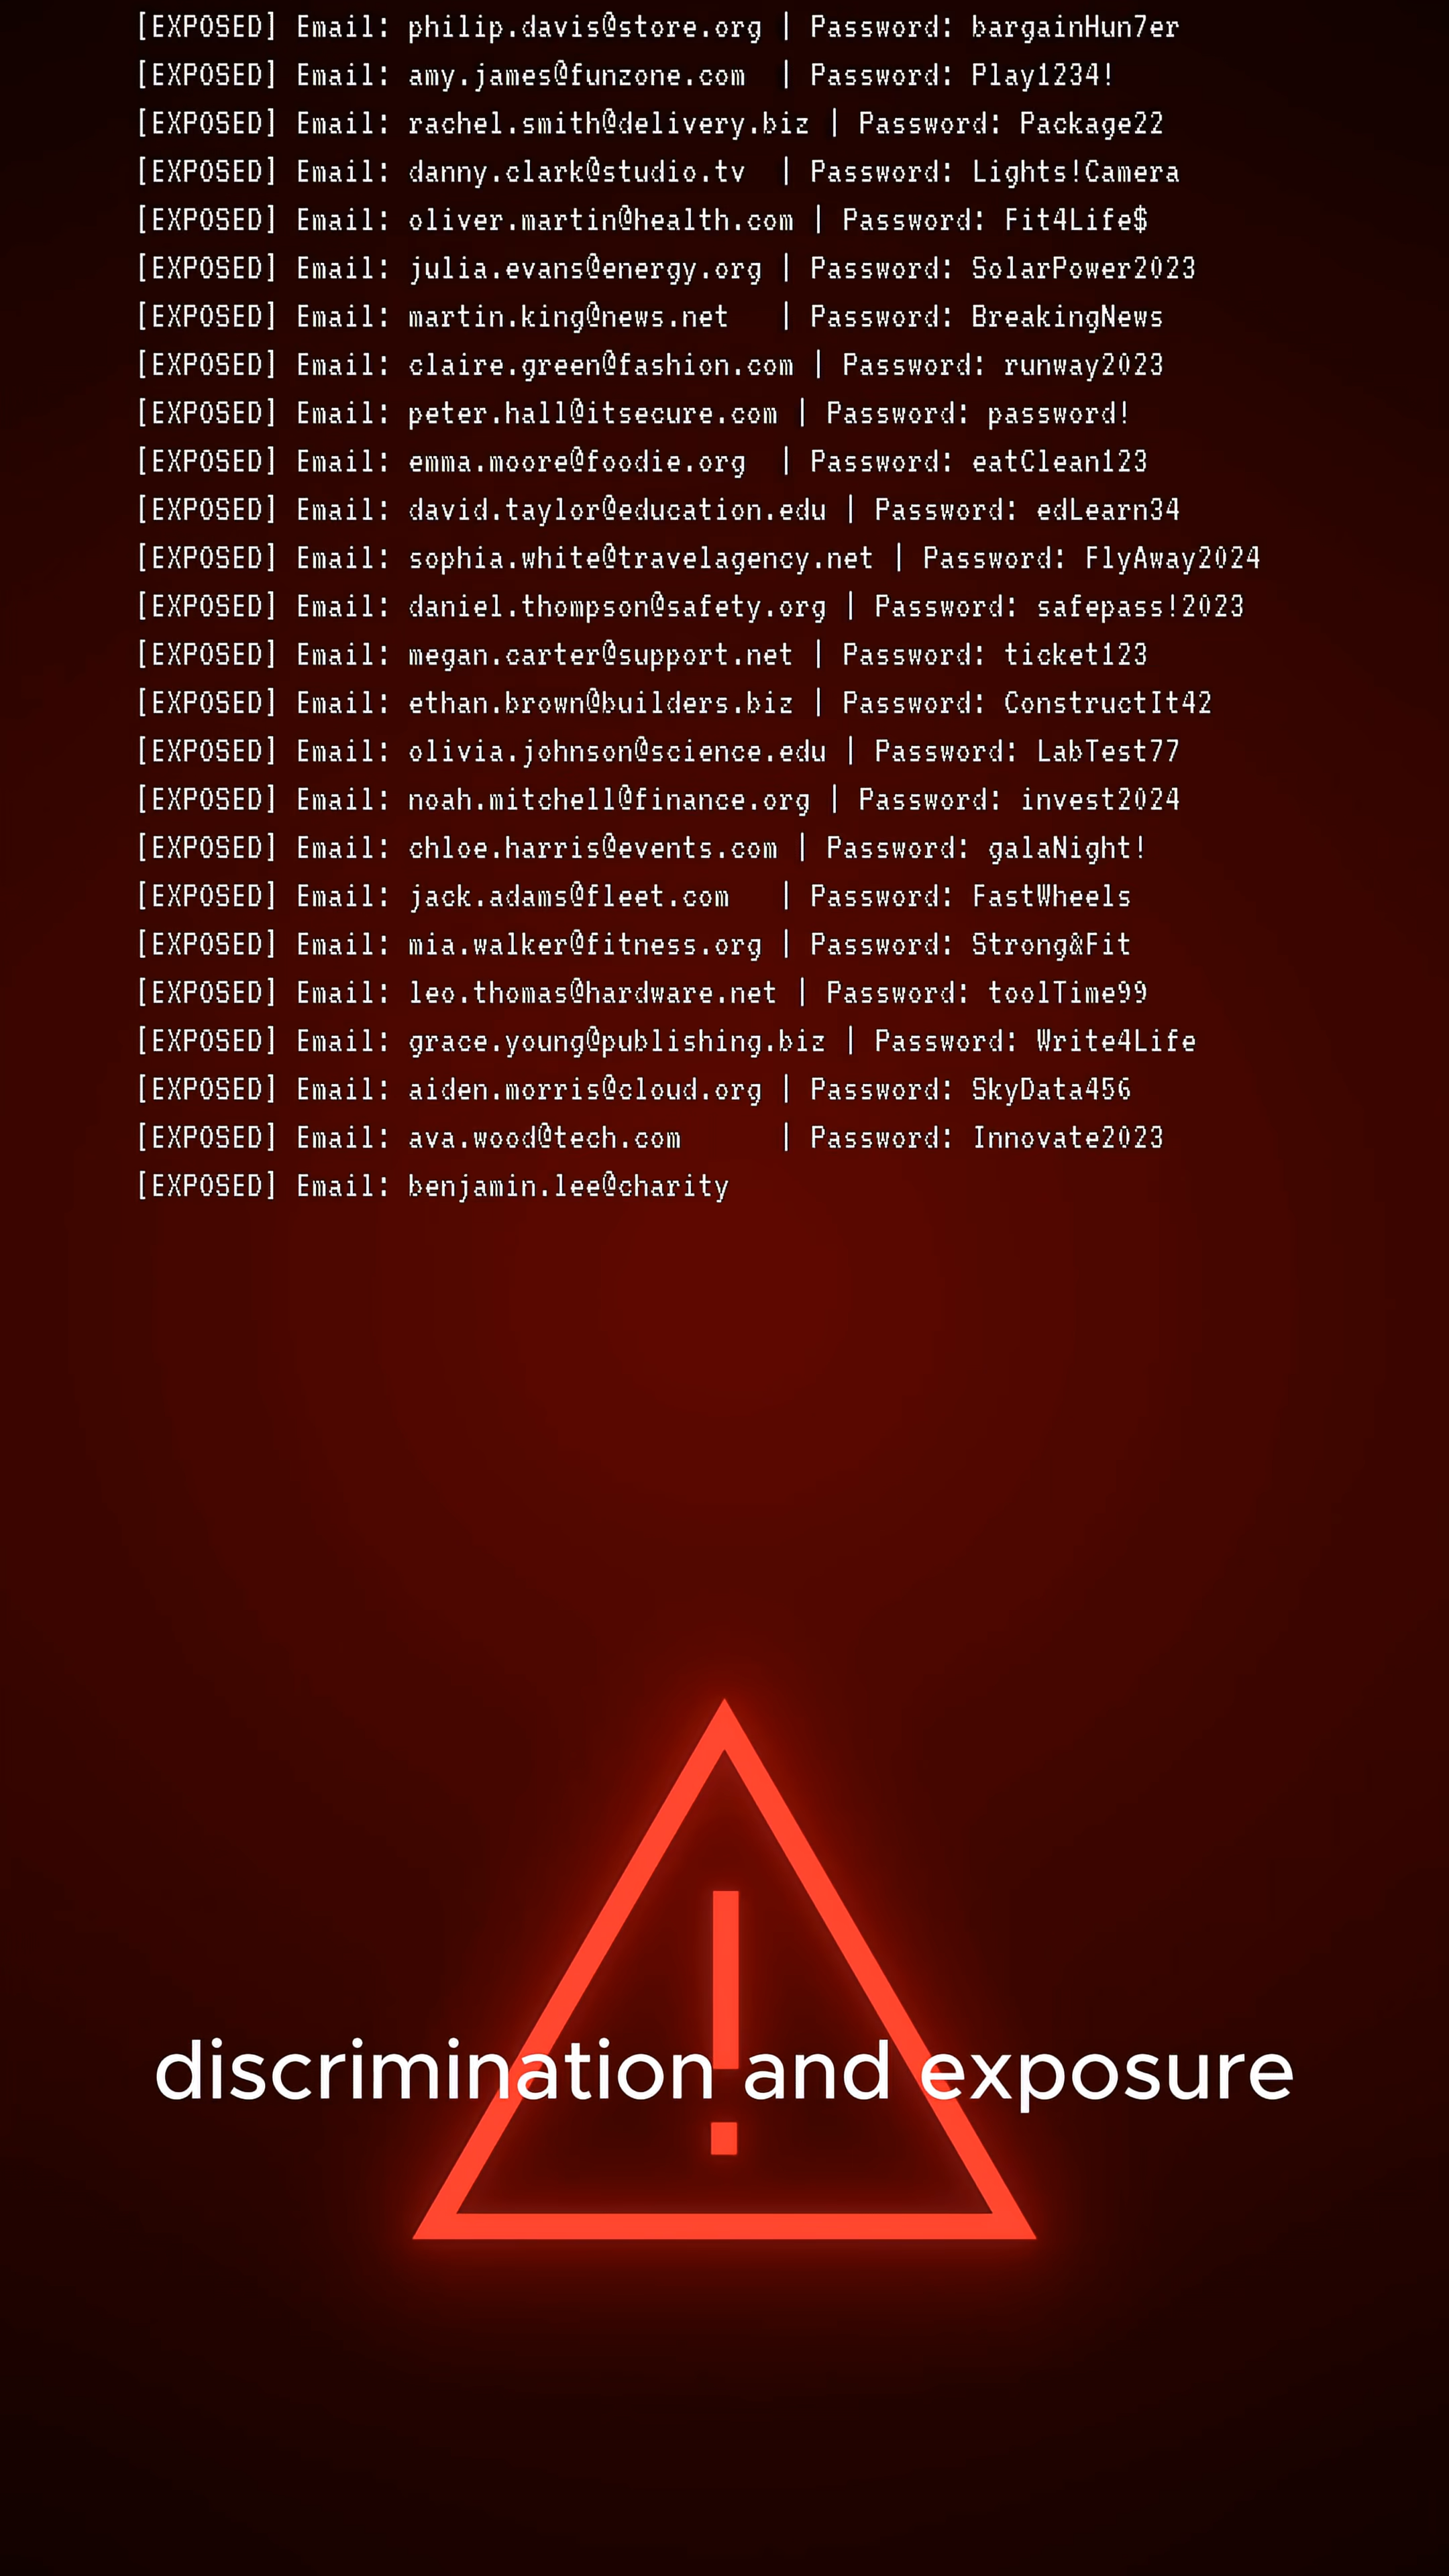 [EXPOSED] Email: philip.davis@store.org | Password: bargainHun7er
[EXPOSED] Email: amy.james@funzone.com  | Password: Play1234!
[EXPOSED] Email: rachel.smith@delivery.biz | Password: Package22
[EXPOSED] Email: danny.clark@studio.tv  | Password: Lights!Camera
[EXPOSED] Email: oliver.martin@health.com | Password: Fit4Life$
[EXPOSED] Email: julia.evans@energy.org | Password: SolarPower2023
[EXPOSED] Email: martin.king@news.net   | Password: BreakingNews
[EXPOSED] Email: claire.green@fashion.com | Password: runway2023
[EXPOSED] Email: peter.hall@itsecure.com | Password: password!
[EXPOSED] Email: emma.moore@foodie.org  | Password: eatClean123
[EXPOSED] Email: david.taylor@education.edu | Password: edLearn34
[EXPOSED] Email: sophia.white@travelagency.net | Password: FlyAway2024
[EXPOSED] Email: daniel.thompson@safety.org | Password: safepass!2023
[EXPOSED] Email: megan.carter@support.net | Password: ticket123
[EXPOSED] Email: ethan.brown@builders.biz | Password: ConstructIt42
[EXPOSED] Email: olivia.johnson@science.edu | Password: LabTest77
[EXPOSED] Email: noah.mitchell@finance.org | Password: invest2024
[EXPOSED] Email: chloe.harris@events.com | Password: galaNight!
[EXPOSED] Email: jack.adams@fleet.com   | Password: FastWheels
[EXPOSED] Email: mia.walker@fitness.org | Password: Strong&Fit
[EXPOSED] Email: leo.thomas@hardware.net | Password: toolTime99
[EXPOSED] Email: grace.young@publishing.biz | Password: Write4Life
[EXPOSED] Email: aiden.morris@cloud.org | Password: SkyData456
[EXPOSED] Email: ava.wood@tech.com      | Password: Innovate2023
[EXPOSED] Email: benjamin.lee@charity
discrimination and exposure